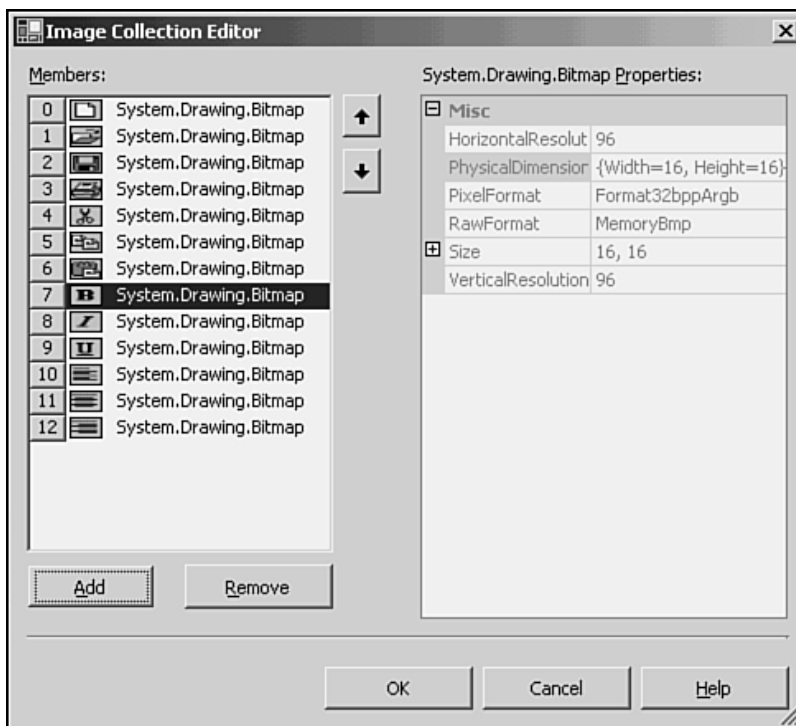 Image Collection Editor
Members:
System.Drawing.Bitmap Properties:
0 System.Drawing.Bitmap
1 System.Drawing.Bitmap
2 System.Drawing.Bitmap
3 System.Drawing.Bitmap
4 System.Drawing.Bitmap
5 System.Drawing.Bitmap
6 System.Drawing.Bitmap
7 B System.Drawing.Bitmap
8 I System.Drawing.Bitmap
9 U System.Drawing.Bitmap
10 System.Drawing.Bitmap
11 System.Drawing.Bitmap
12 System.Drawing.Bitmap
Misc
HorizontalResolut 96
PhysicalDimension {Width=16, Height=16}
PixelFormat Format32bppArgb
RawFormat MemoryBmp
Size 16, 16
VerticalResolution 96
Add
Remove
OK
Cancel
Help